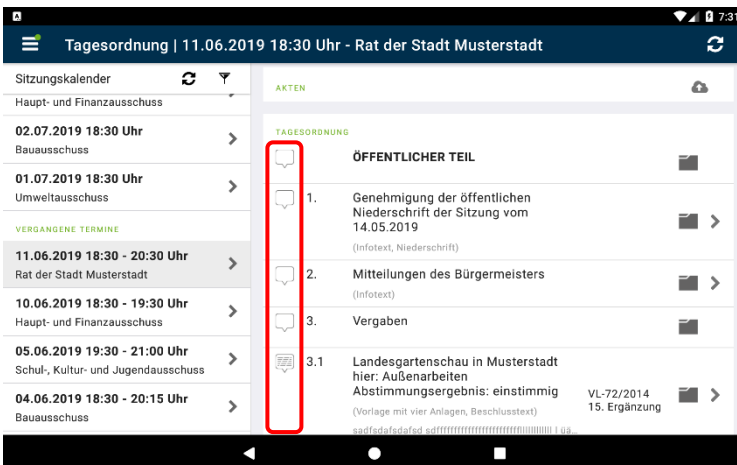 A
7:31
Tagesordnung | 11.06.2019 18:30 Uhr - Rat der Stadt Musterstadt
Sitzungskalender
Haupt- und Finanzausschuss
02.07.2019 18:30 Uhr
Bauausschuss
01.07.2019 18:30 Uhr
Umweltausschuss
VERGANGENE TERMINE
11.06.2019 18:30 - 20:30 Uhr
Rat der Stadt Musterstadt
10.06.2019 18:30 - 19:30 Uhr
Haupt- und Finanzausschuss
05.06.2019 19:30 - 21:00 Uhr
Schul-, Kultur- und Jugendausschuss
04.06.2019 18:30 - 20:15 Uhr
Bauausschuss
AKTEN
TAGESORDNUNG
ÖFFENTLICHER TEIL
1. Genehmigung der öffentlichen
Niederschrift der Sitzung vom
14.05.2019
(Infotext, Niederschrift)
2. Mitteilungen des Bürgermeisters
(Infotext)
3. Vergaben
3.1 Landesgartenschau in Musterstadt
hier: Außenarbeiten
Abstimmungsergebnis: einstimmig
(Vorlage mit vier Anlagen, Beschlusstext)
VL-72/2014
15. Ergänzung